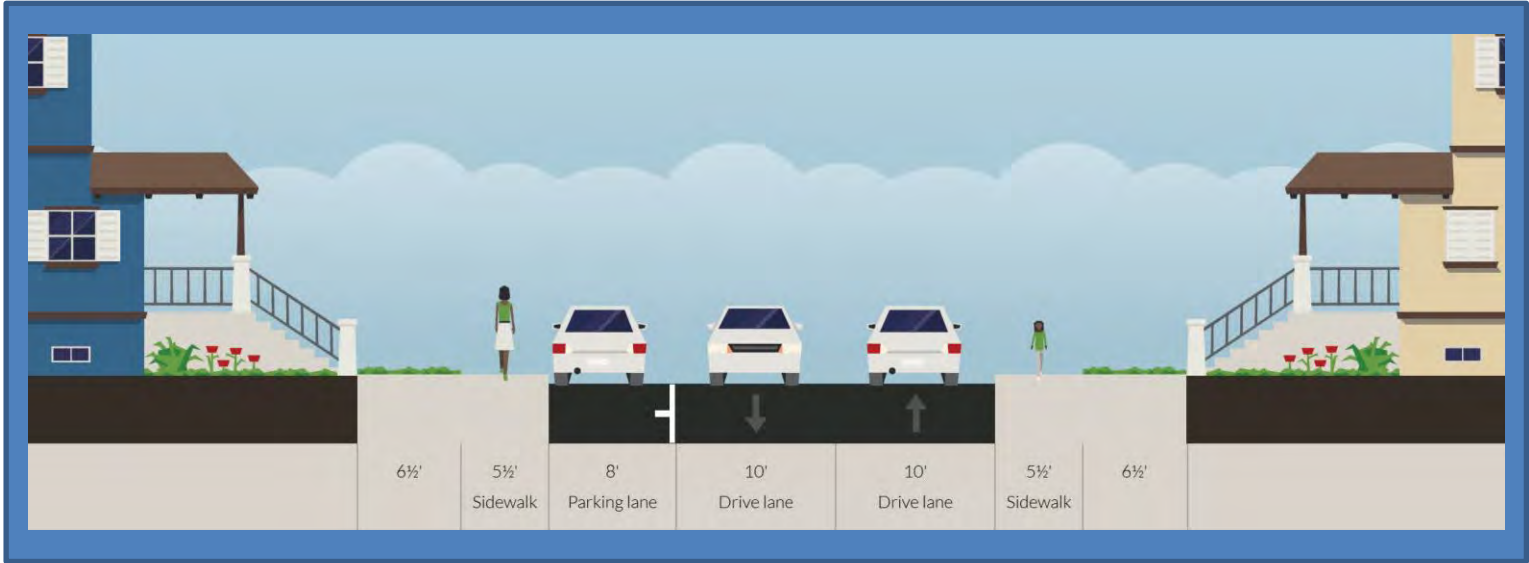 6½' 5½' 8' 10' 10' 5½' 6½'
Sidewalk Parking lane Drive lane Drive lane Sidewalk